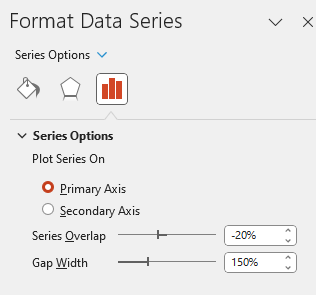 Format Data Series
Series Options
Series Options
Plot Series On
Primary Axis
Secondary Axis
Series Overlap -20%
Gap Width 150%